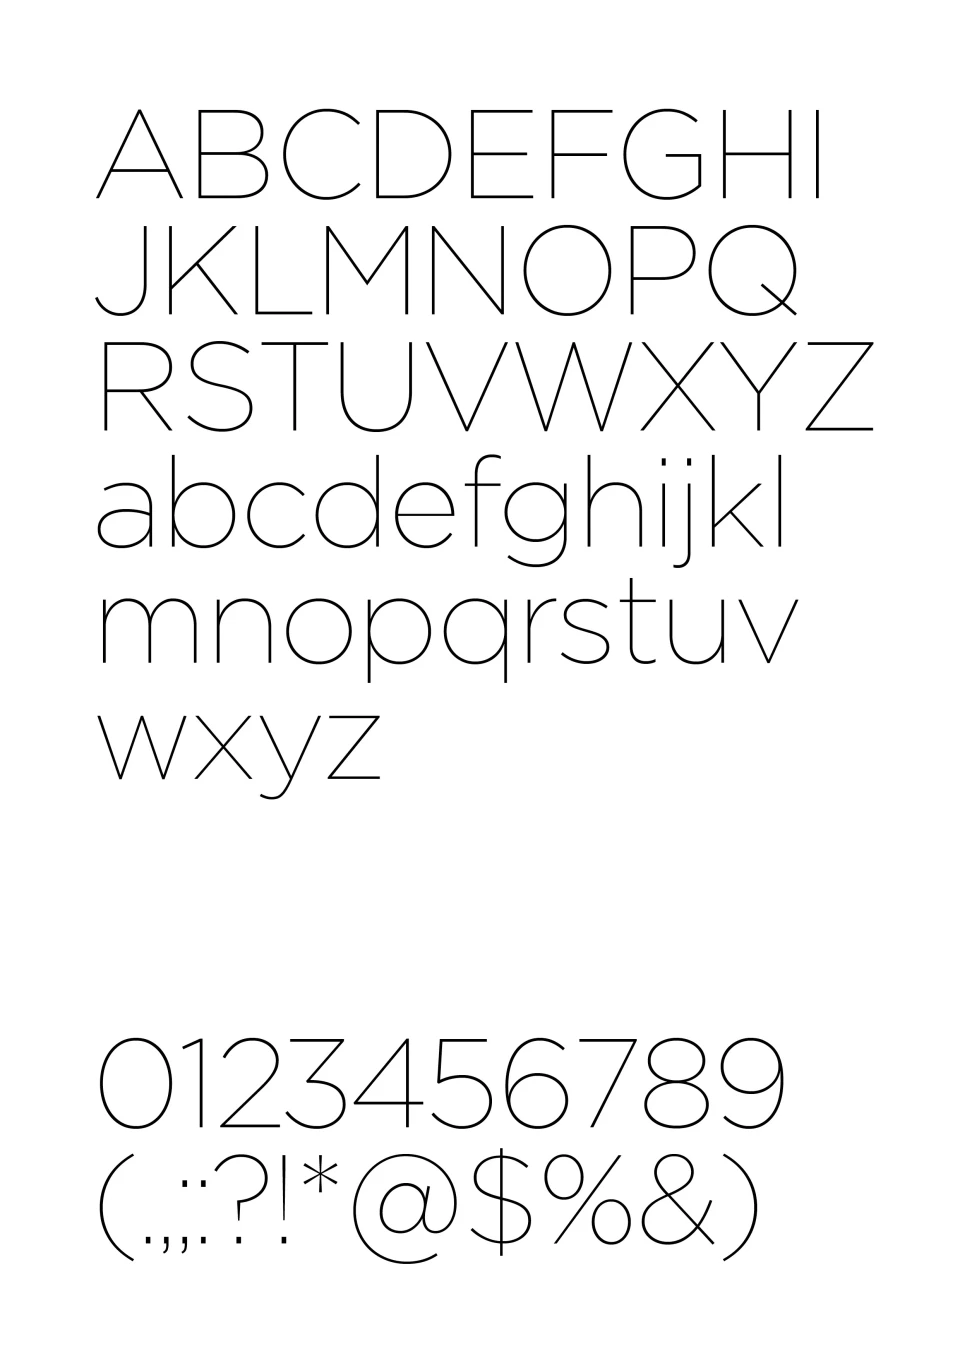 ABCDEFGHI
JKLMNOPQ
RSTUVWXYZ
abcdefghijkl
mnopqrstuv
wxyz
0123456789
(.,;:?!*@$%&)